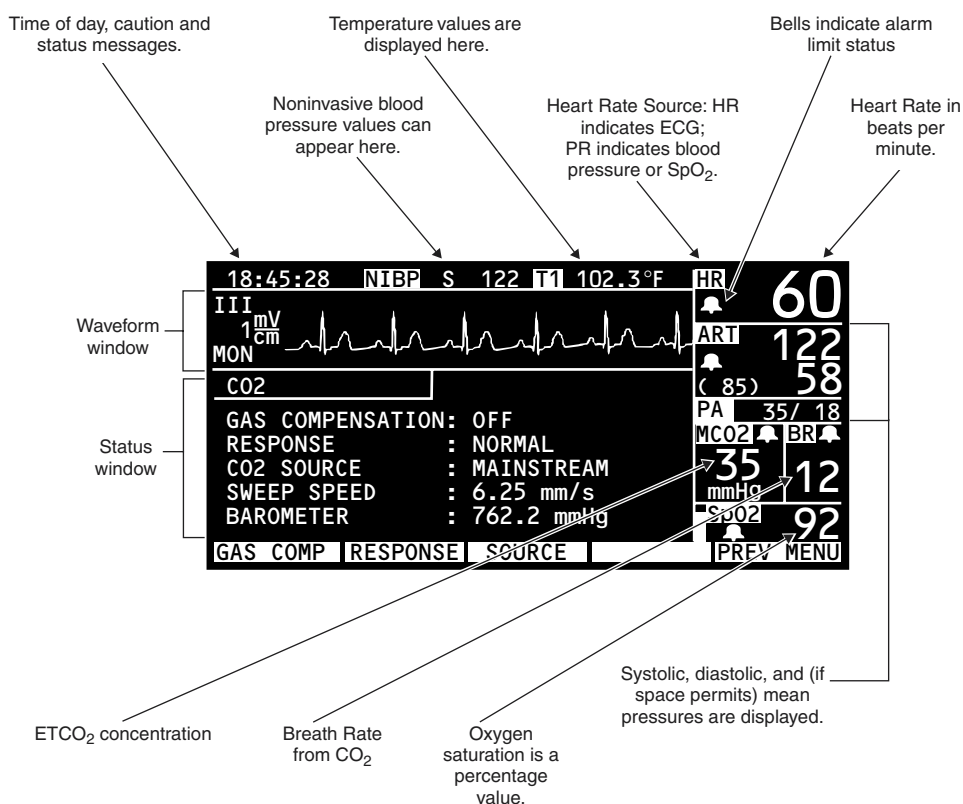 Time of day, caution and
status messages.
Temperature values are
displayed here.
Bells indicate alarm
limit status
Noninvasive blood
pressure values can
appear here.
Heart Rate Source: HR
indicates ECG;
PR indicates blood
pressure or SpO2.
Heart Rate in
beats per
minute.
18:45:28 NIBP S 122 T1 102.3°F
HR
60
III
1 mV
cm
MON
ART
122
58
( 85)
PA 35/ 18
MCO2
BR
35
mmHg
12
SpO2
92
CO2
GAS COMPENSATION: OFF
RESPONSE : NORMAL
CO2 SOURCE : MAINSTREAM
SWEEP SPEED : 6.25 mm/s
BAROMETER : 762.2 mmHg
GAS COMP RESPONSE SOURCE PREV MENU
Waveform
window
Status
window
Systolic, diastolic, and (if
space permits) mean
pressures are displayed.
ETCO2 concentration
Breath Rate
from CO2
Oxygen
saturation is a
percentage
value.